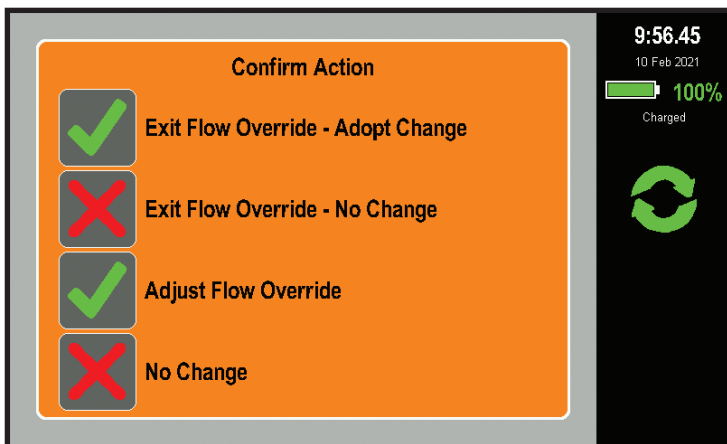 Confirm Action
Exit Flow Override - Adopt Change
Exit Flow Override - No Change
Adjust Flow Override
No Change
9:56.45
10 Feb 2021
100%
Charged